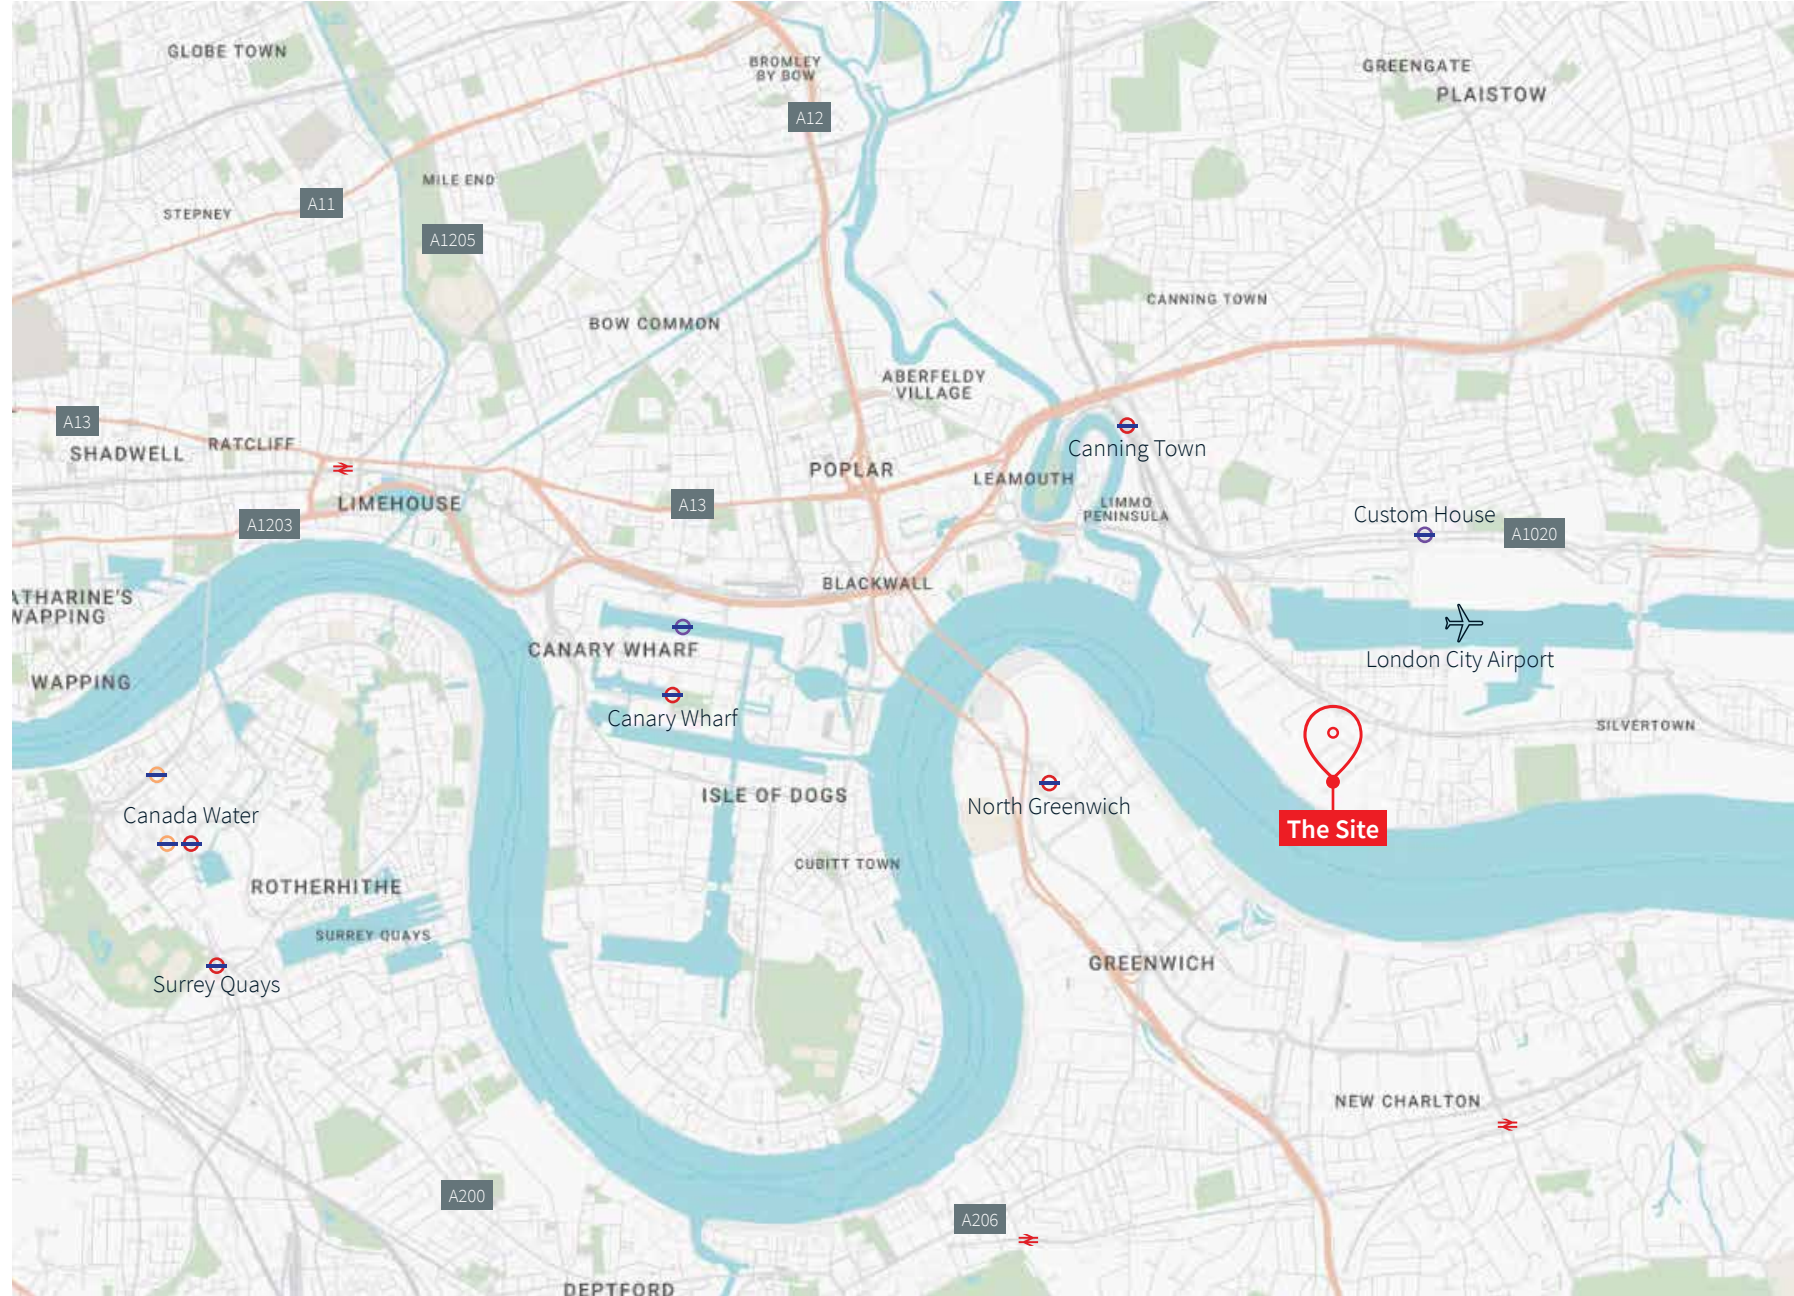 GLOBE TOWN
BROMLEY
BY BOW
GREENGATE
PLAISTOW
A12
MILE END
A11
STEPNEY
A1205
CANNING TOWN
BOW COMMON
ABERFELDY
VILLAGE
A13
SHADWELL
RATCLIFF
Canning Town
POPLAR
LEAMOUTH
LIMEHOUSE
A13
LIMMO
PENINSULA
Custom House
A1203
A1020
BLACKWALL
ATHARINE'S
WAPPING
CANARY WHARF
London City Airport
WAPPING
Canary Wharf
SILVERTOWN
ISLE OF DOGS
North Greenwich
Canada Water
The Site
CUBITT TOWN
ROTHERHITHE
SURREY QUAYS
GREENWICH
Surrey Quays
NEW CHARLTON
A200
A206
DEPTFORD